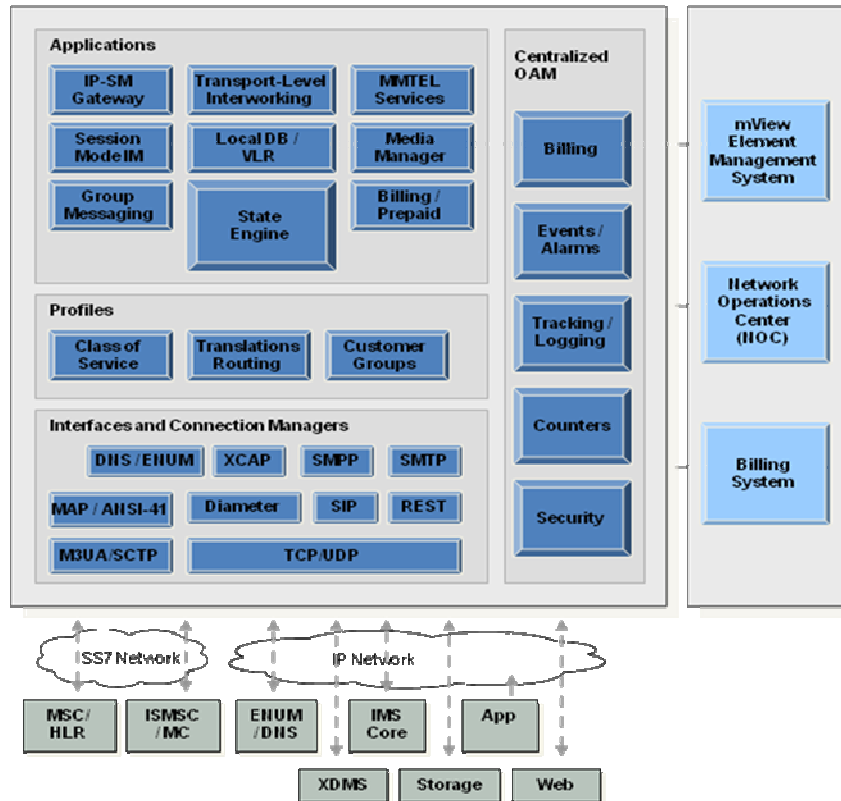 Applications
IP-SM
Gateway
Transport-Level
Interworking
MMTEL
Services
Session
Mode IM
Local DB /
VLR
Media
Manager
Group
Messaging
State
Engine
Billing /
Prepaid
Profiles
Class of
Service
Translations
Routing
Customer
Groups
Interfaces and Connection Managers
DNS / ENUM
XCAP
SMPP
SMTP
MAP / ANSI-41
Diameter
SIP
REST
M3UA/SCTP
TCP/UDP
Centralized
OAM
Billing
Events /
Alarms
Tracking /
Logging
Counters
Security
mView
Element
Management
System
Network
Operations
Center
(NOC)
Billing
System
SS7 Network
IP Network
MSC/
HLR
ISMSC
/MC
ENUM
/DNS
IMS
Core
App
XDMS
Storage
Web